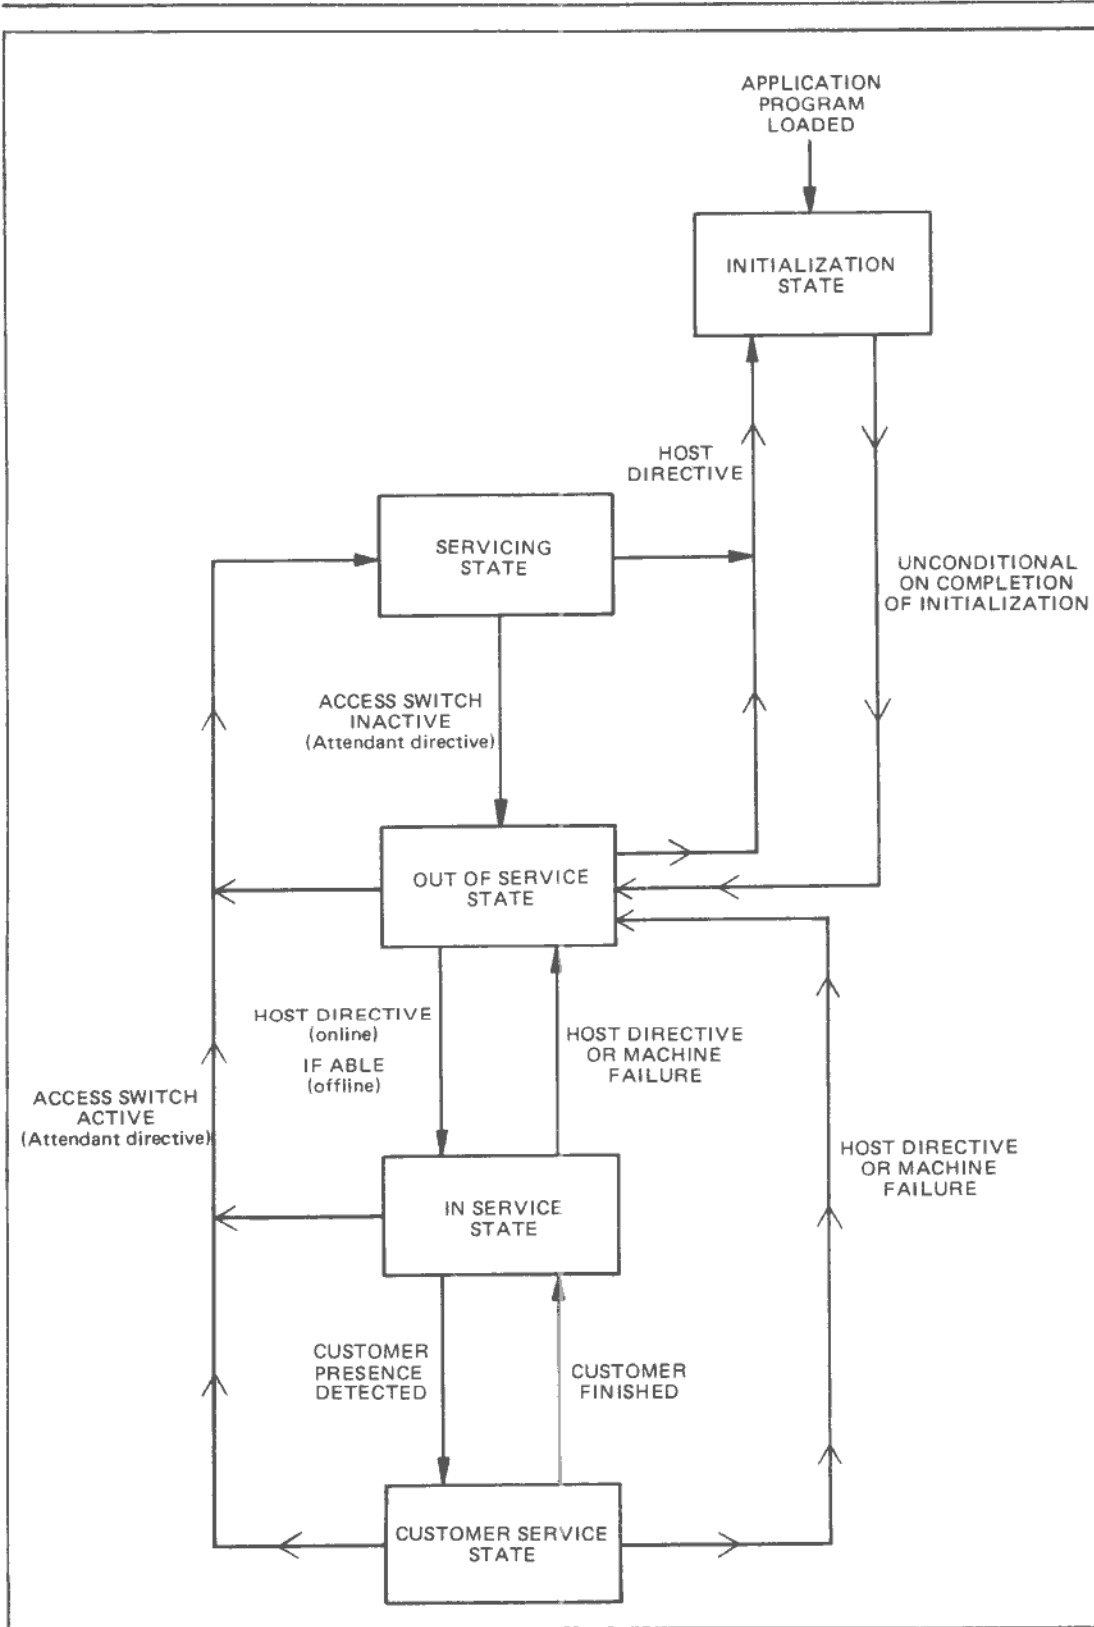 APPLICATION
PROGRAM
LOADED
INITIALIZATION
STATE
HOST
DIRECTIVE
SERVICING
STATE
UNCONDITIONAL
ON COMPLETION
OF INITIALIZATION
ACCESS SWITCH
INACTIVE
(Attendant directive)
OUT OF SERVICE
STATE
HOST DIRECTIVE
(online)
IF ABLE
(offline)
HOST DIRECTIVE
OR MACHINE
FAILURE
ACCESS SWITCH
ACTIVE
(Attendant directive)
HOST DIRECTIVE
OR MACHINE
FAILURE
IN SERVICE
STATE
CUSTOMER
PRESENCE
DETECTED
CUSTOMER
FINISHED
CUSTOMER SERVICE
STATE